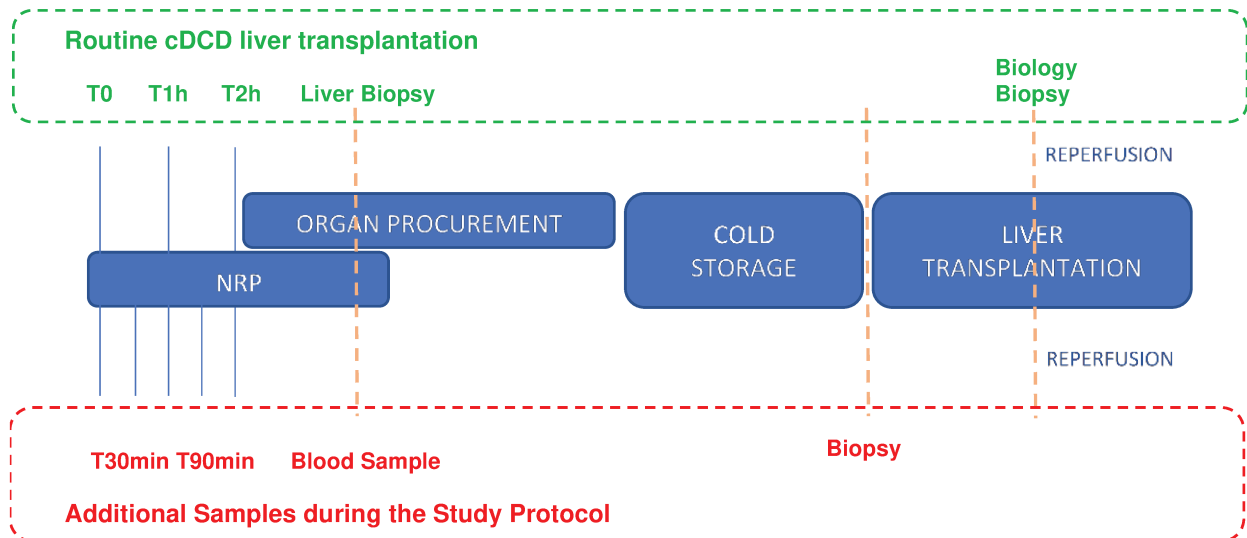 Routine cDCD liver transplantation
T0 T1h T2h Liver Biopsy
Biology
Biopsy
REPERFUSION
ORGAN PROCUREMENT
NRP
COLD
STORAGE
LIVER
TRANSPLANTATION
REPERFUSION
T30min T90min Blood Sample
Biopsy
Additional Samples during the Study Protocol